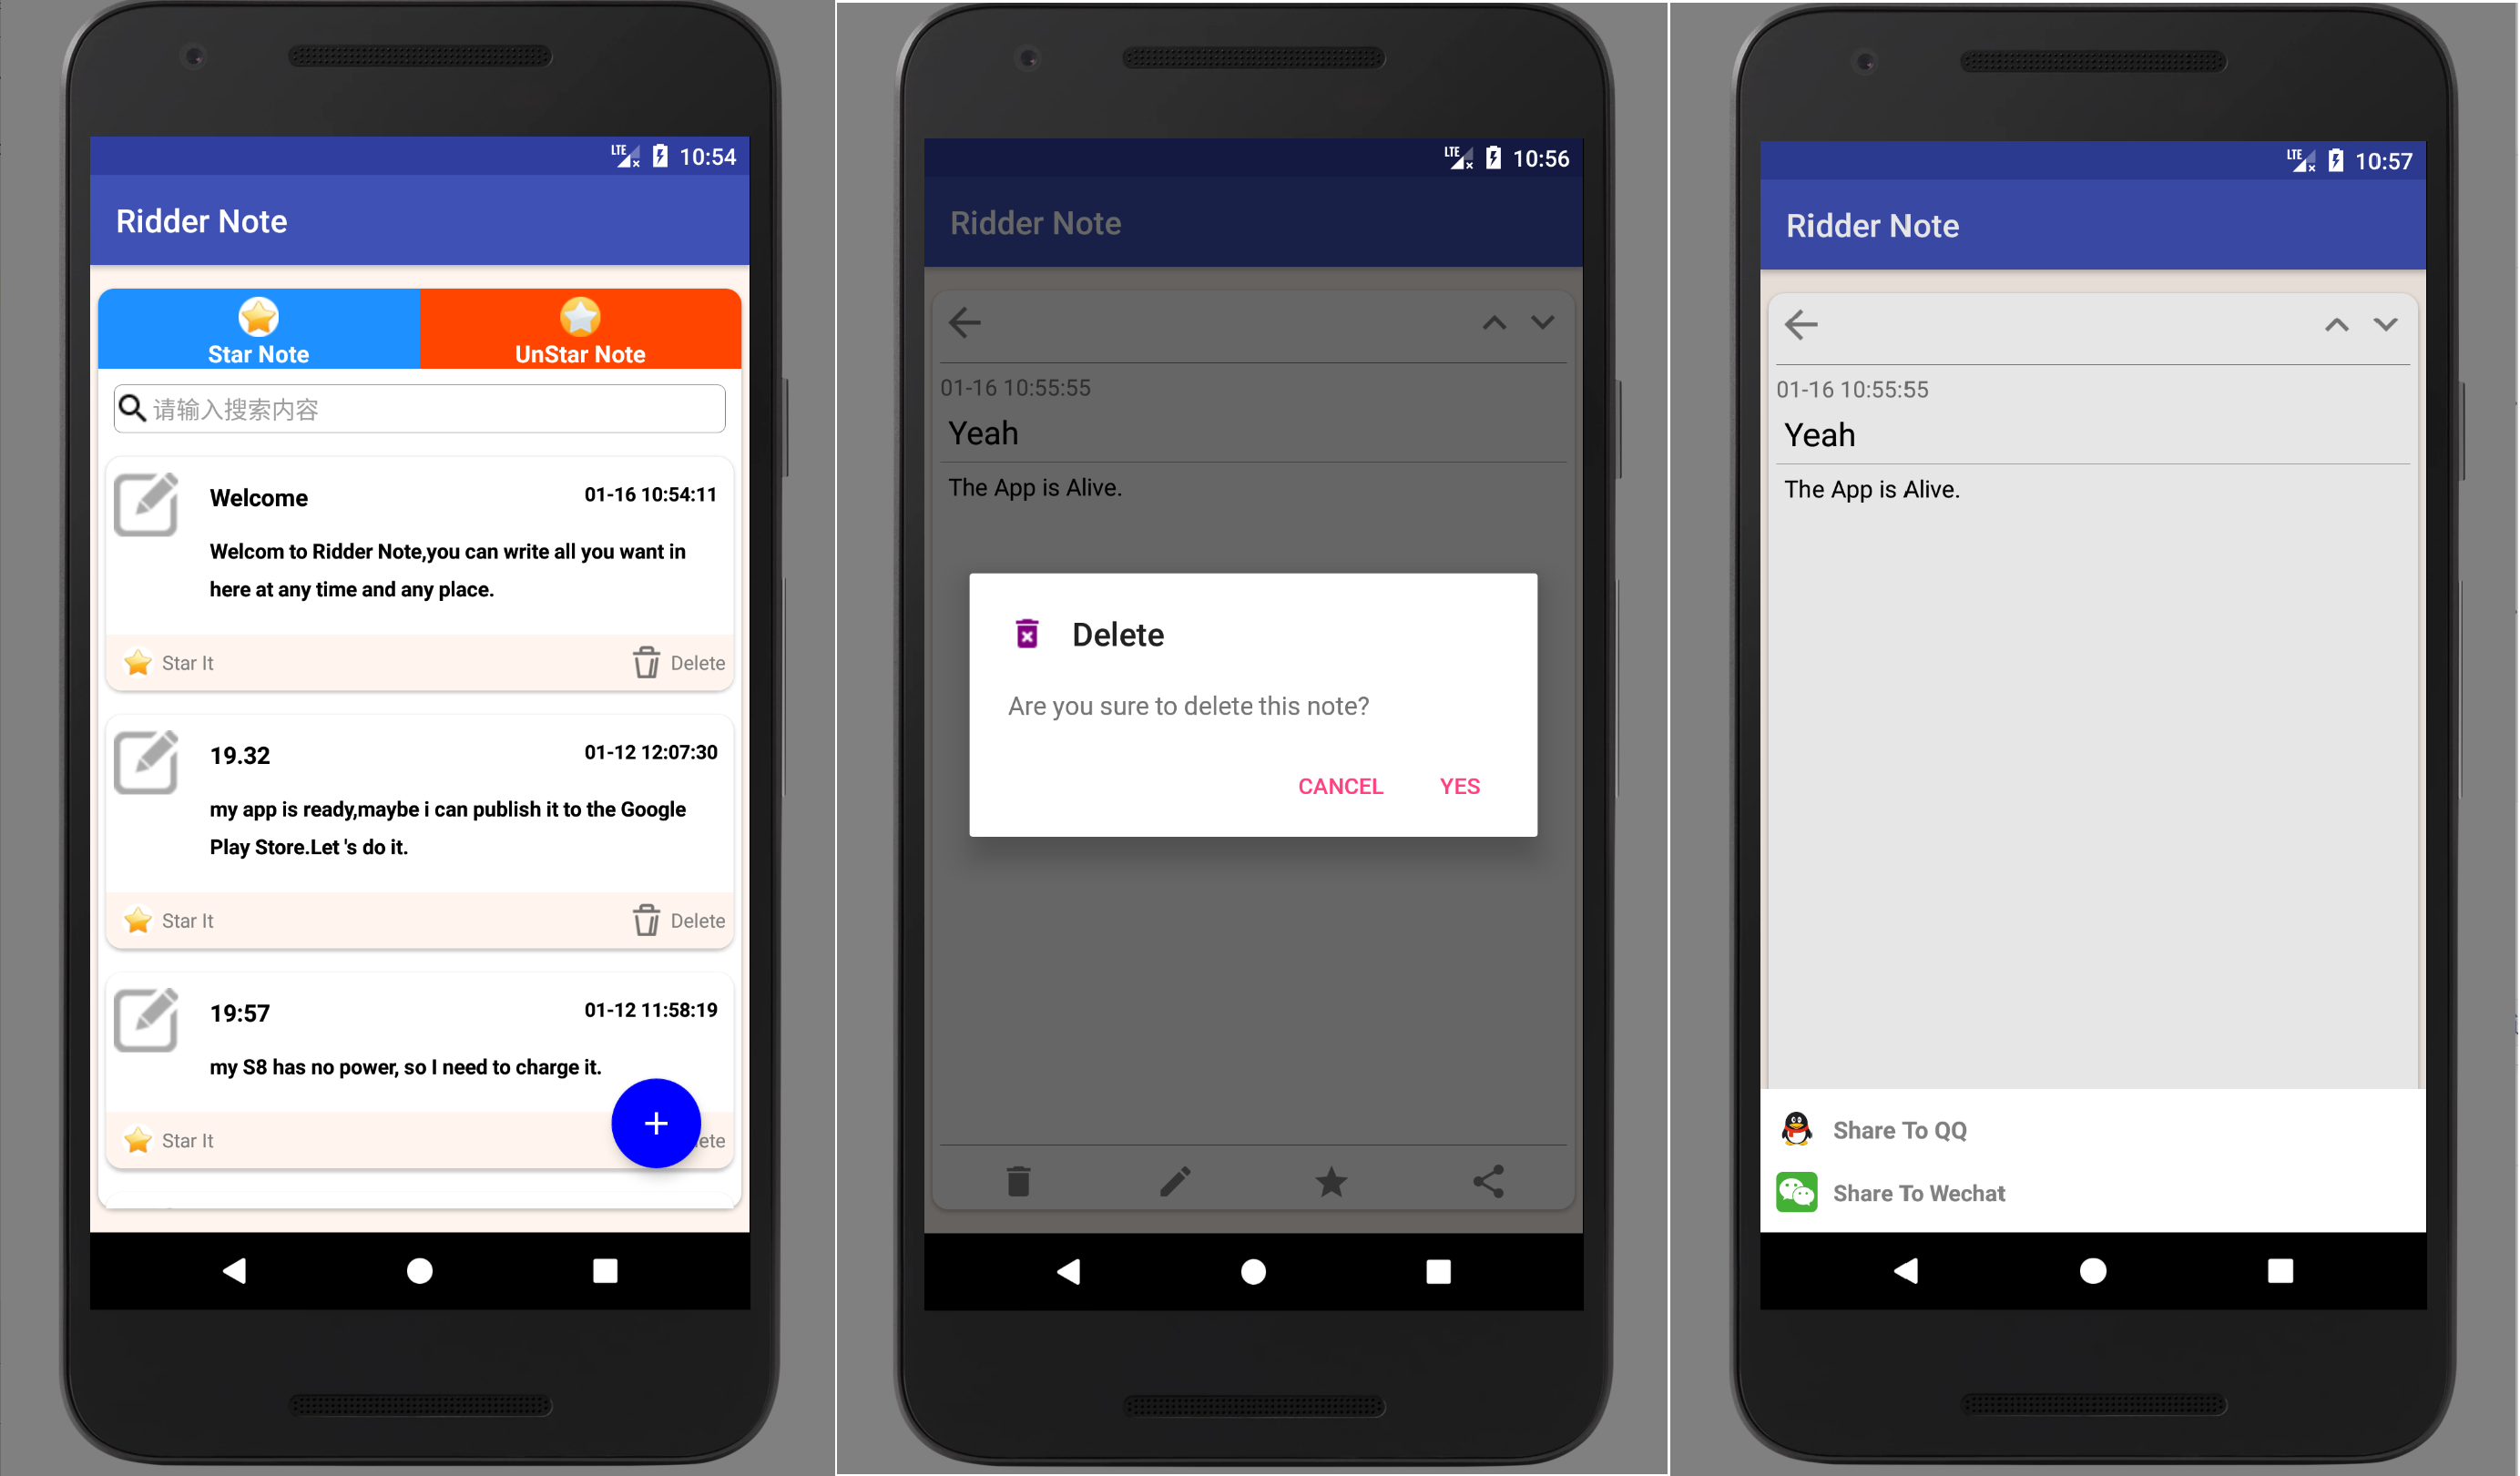 LTE 10:54
Ridder Note
Star Note
UnStar Note
请输入搜索内容
Welcome
01-16 10:54:11
Welcom to Ridder Note,you can write all you want in
here at any time and any place.
Star It
Delete
19.32
01-12 12:07:30
my app is ready,maybe i can publish it to the Google
Play Store.Let 's do it.
Star It
Delete
19:57
01-12 11:58:19
my S8 has no power, so I need to charge it.
Star It
ete
LTE 10:56
Ridder Note
01-16 10:55:55
Yeah
The App is Alive.
Delete
Are you sure to delete this note?
CANCEL
YES
LTE 10:57
Ridder Note
01-16 10:55:55
Yeah
The App is Alive.
Share To QQ
Share To Wechat